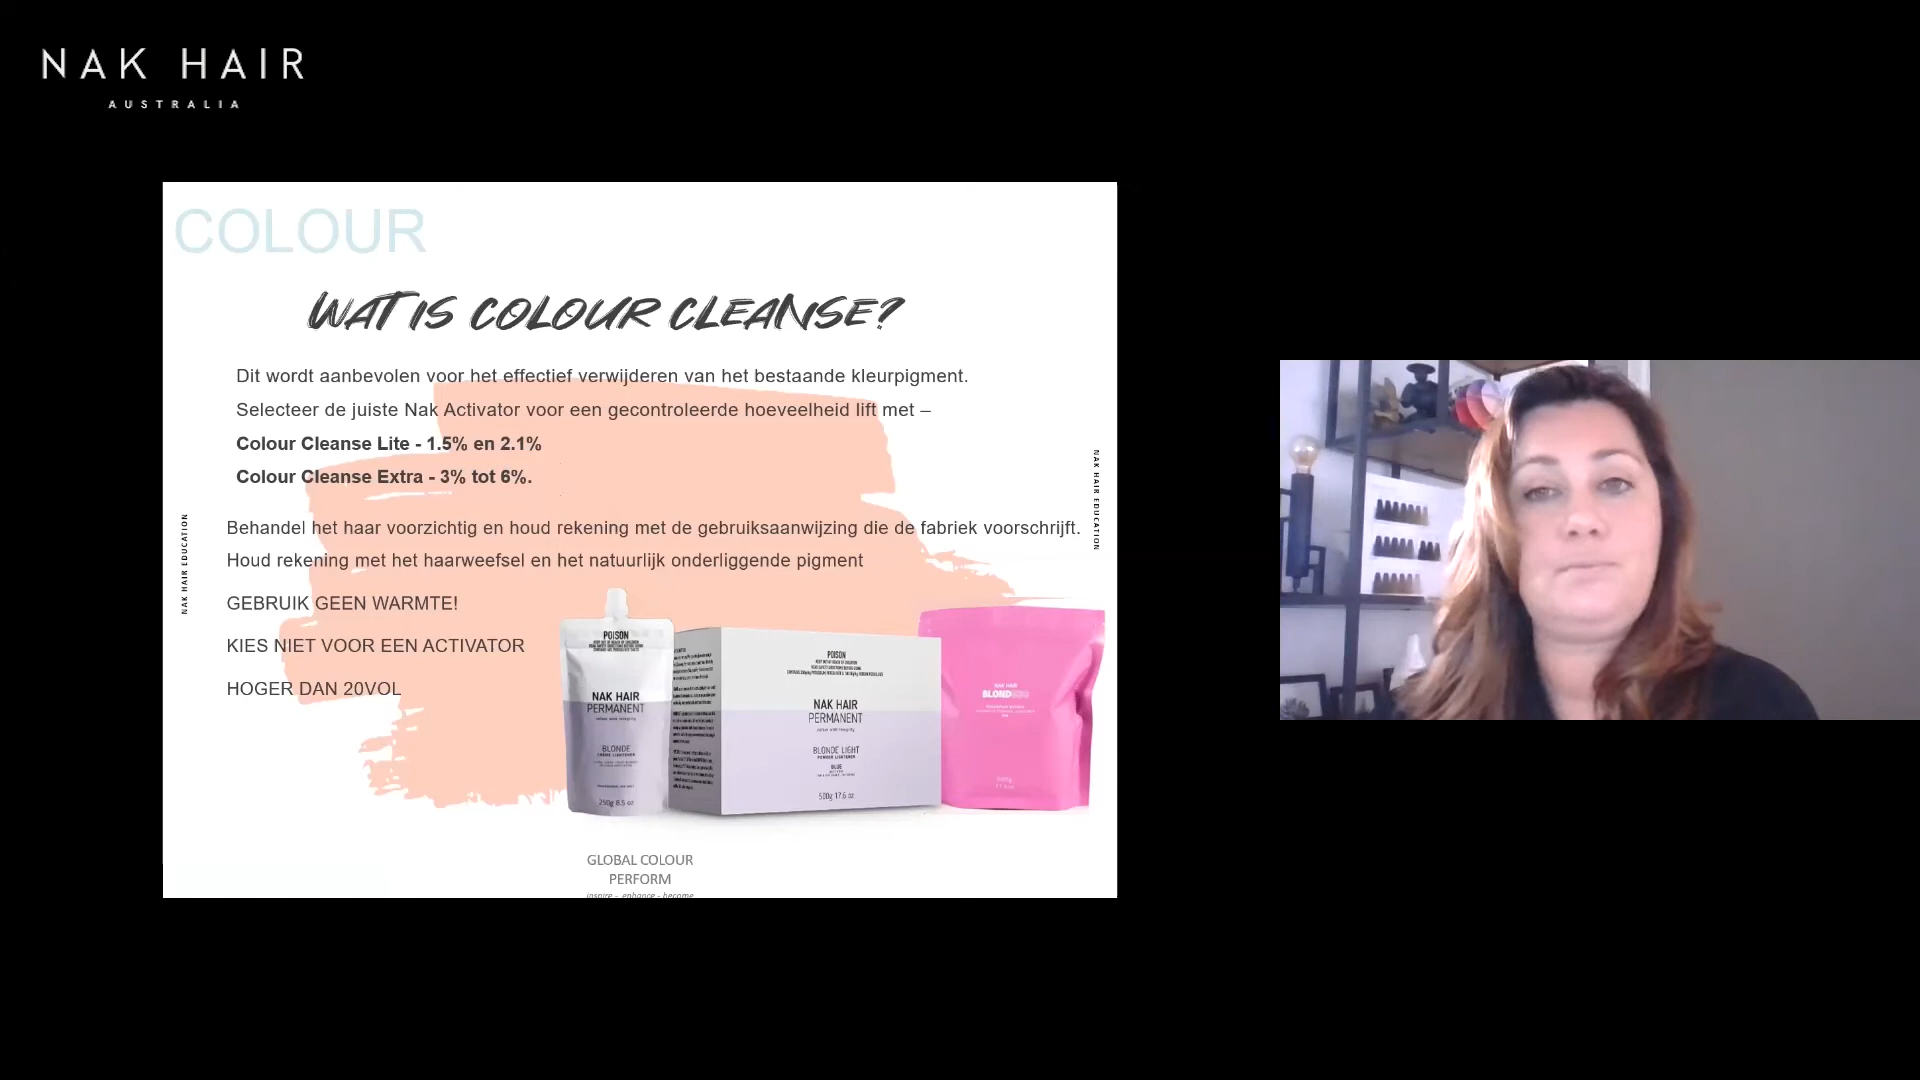 NAK HAIR
AUSTRALIA
COLOUR
WAT IS COLOUR CLEANSE?
Dit wordt aanbevolen voor het effectief verwijderen van het bestaande kleurpigment.
Selecteer de juiste Nak Activator voor een gecontroleerde hoeveelheid lift met –
Colour Cleanse Lite - 1.5% en 2.1%
Colour Cleanse Extra - 3% tot 6%.
Behandel het haar voorzichtig en houd rekening met de gebruiksaanwijzing die de fabriek voorschrijft.
Houd rekening met het haarweefsel en het natuurlijk onderliggende pigment
GEBRUIK GEEN WARMTE!
KIES NIET VOOR EEN ACTIVATOR
HOGER DAN 20VOL
NAK HAIR EDUCATION
NAK HAIR EDUCATION
POISON
NAK HAIR
PERMANENT
BLONDE
CRÈME LIGHTENER
250g 8.5 oz
POISON
NAK HAIR
PERMANENT
BLONDE LIGHT
POWDER LIGHTENER
BLUE
500g 17.6 oz
NAK HAIR
GLOBAL COLOUR
PERFORM
inspire - enhance - become